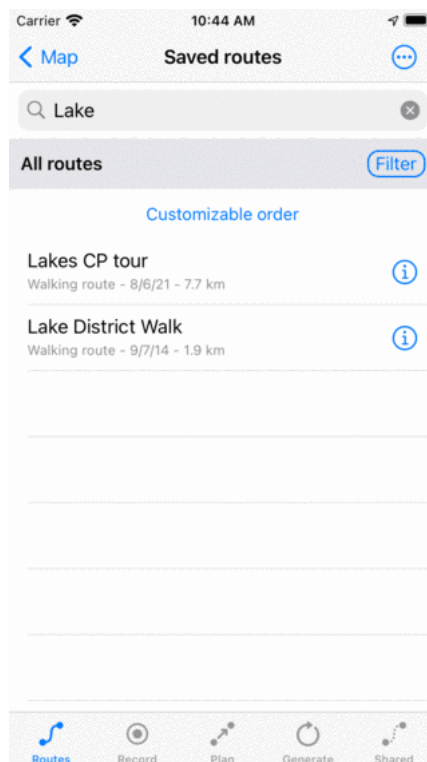 Carrier 10:44 AM
Map Saved routes
Lake
All routes Filter
Customizable order
Lakes CP tour
Walking route - 8/6/21 - 7.7 km
Lake District Walk
Walking route - 9/7/14 - 1.9 km
Routes Record Plan Generate Shared